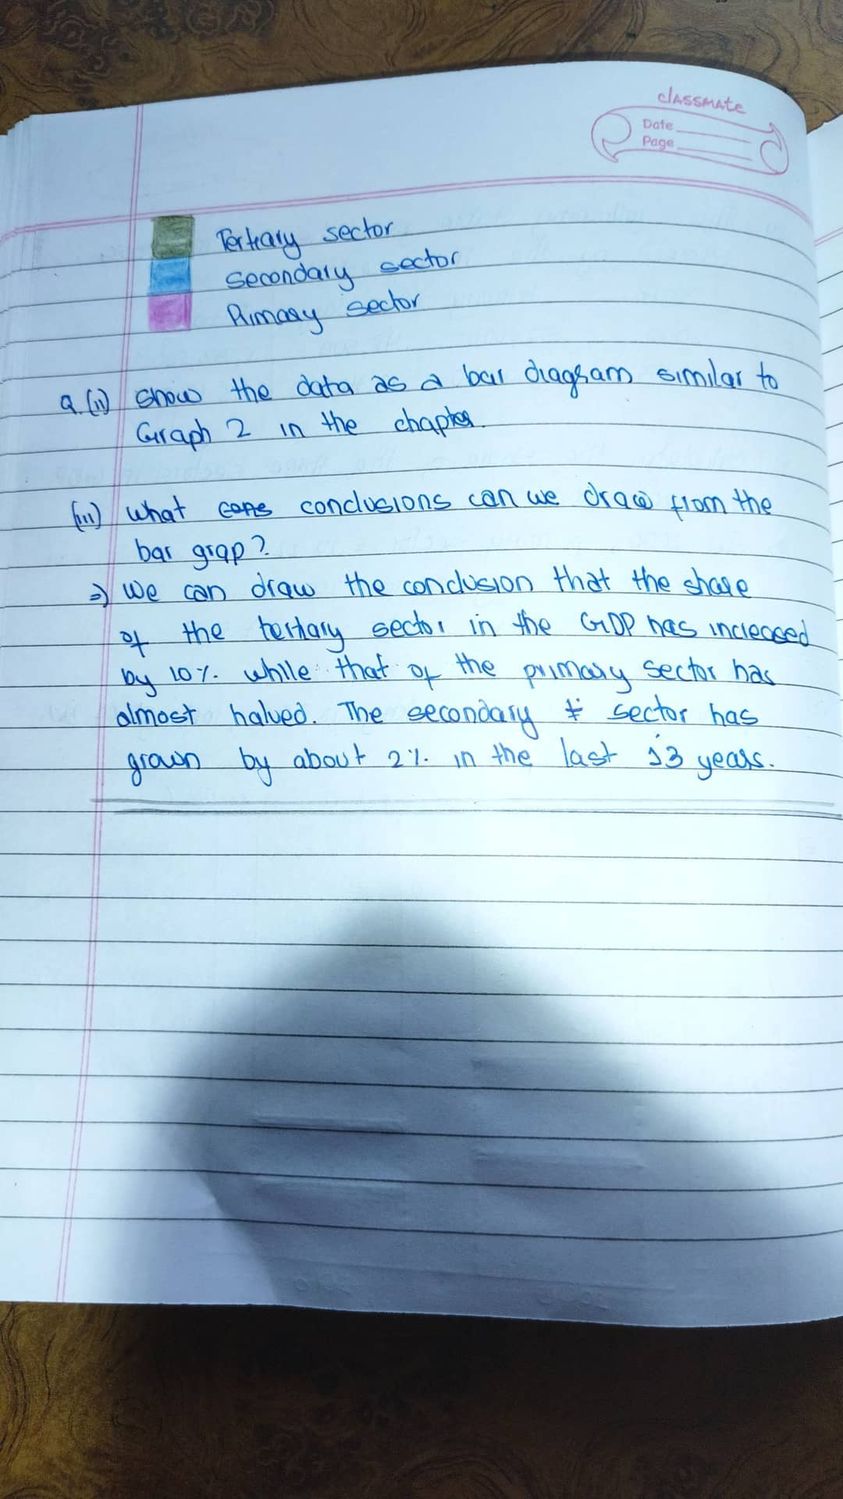 classmate
Date
Page
Tertiary sector
Secondary sector
Primary sector
Q.(ii) Show the data as a bar diagram similar to
Graph 2 in the chapter.
(iii) What cons conclusions can we draw from the
bar grap?
⇒ We can draw the conclusion that the share
of the tertiary sector in the GDP has increased
by 10% while that of the primary sector has
almost halved. The secondary sector has
grown by about 2% in the last 13 years.